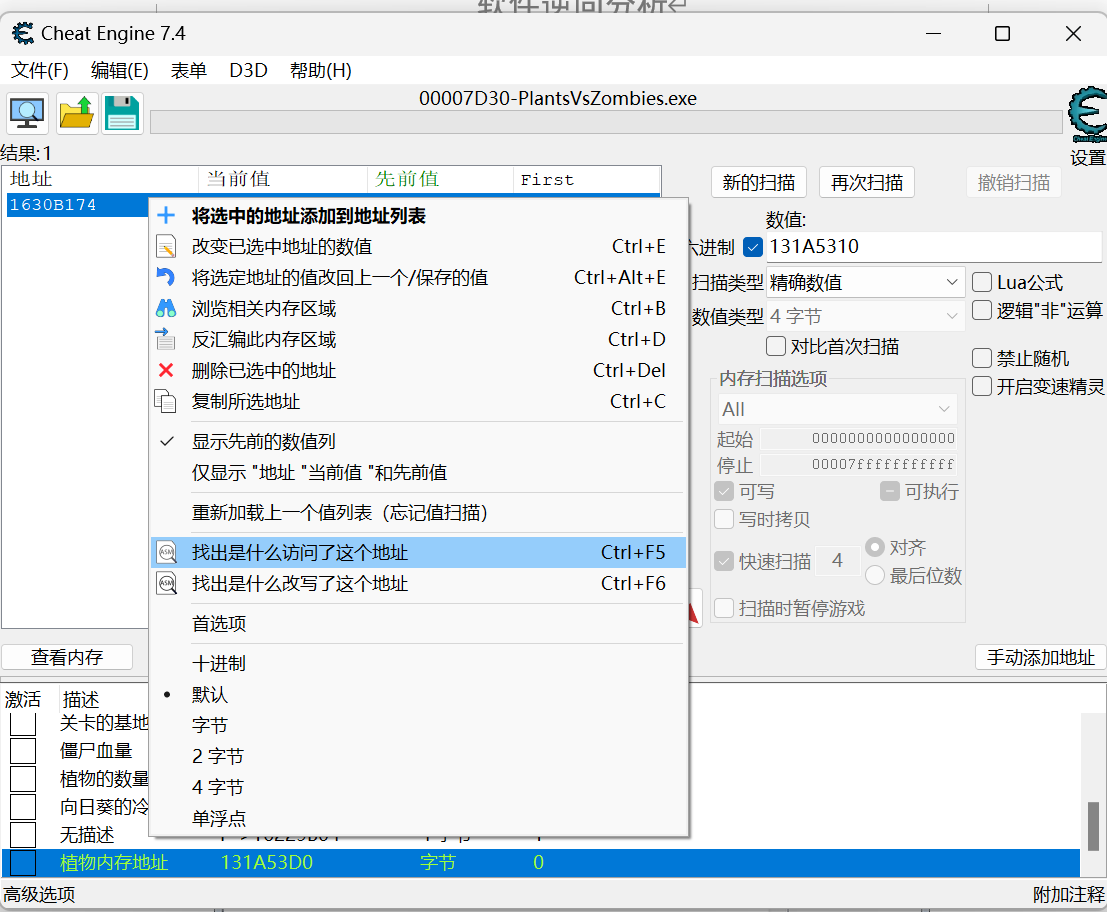 软件逆向分析
Cheat Engine 7.4
文件(F) 编辑(E) 表单 D3D 帮助(H)
00007D30-PlantsVsZombies.exe
Cheat Engine
设置
结果:1
地址 当前值 先前值 First
1630B174
新的扫描 再次扫描 撤销扫描
数值:
六进制 131A5310
扫描类型 精确数值
数值类型 4 字节
Lua公式
逻辑"非"运算
对比首次扫描
禁止随机
开启变速精灵
内存扫描选项
All
起始 0000000000000000
停止 00007fffffffffff
可写 可执行
写时拷贝
快速扫描 4 对齐
最后位数
扫描时暂停游戏
将选中的地址添加到地址列表
改变已选中地址的数值 Ctrl+E
将选定地址的值改回上一个/保存的值 Ctrl+Alt+E
浏览相关内存区域 Ctrl+B
反汇编此内存区域 Ctrl+D
删除已选中的地址 Ctrl+Del
复制所选地址 Ctrl+C
显示先前的数值列
仅显示 "地址 "当前值 "和先前值
重新加载上一个值列表（忘记值扫描）
找出是什么访问了这个地址 Ctrl+F5
找出是什么改写了这个地址 Ctrl+F6
首选项
十进制
默认
字节
2 字节
4 字节
单浮点
查看内存 手动添加地址
激活 描述
关卡的基地
僵尸血量
植物的数量
向日葵的冷
无描述
植物内存地址 131A53D0 字节 0
高级选项 附加注释